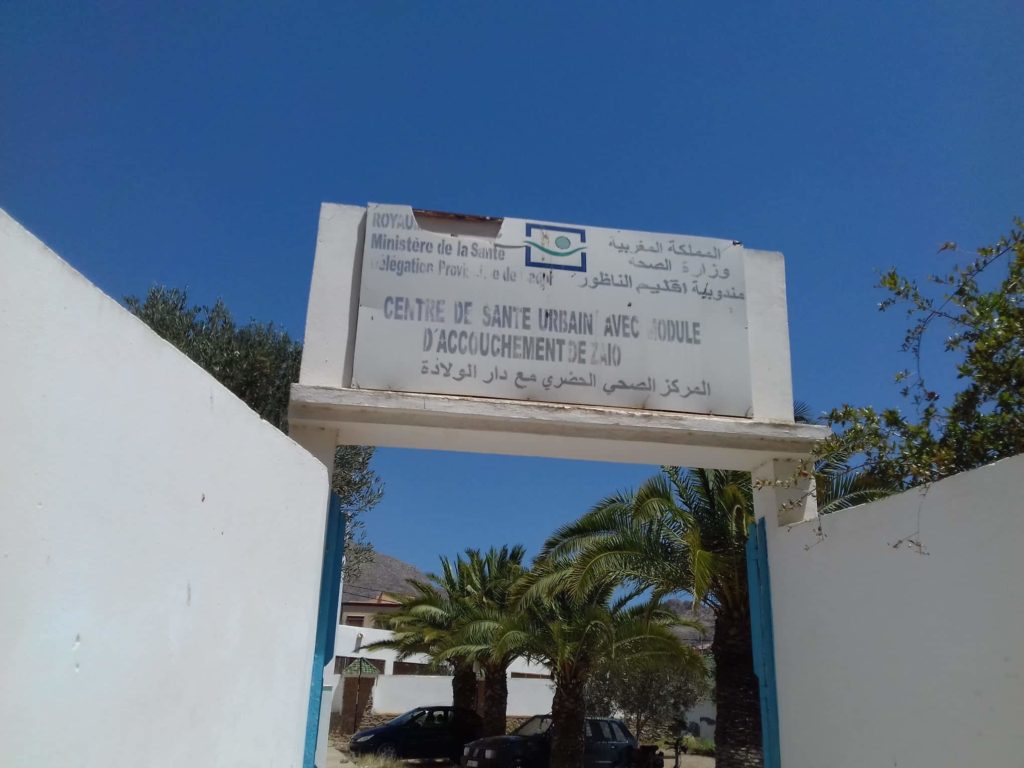 Ministère de la Santé
المملكة المغربية
وزارة الصحة
مندوبية اقليم الناظور
CENTRE DE SANTE URBAIN AVEC MODULE
D'ACCOUCHEMENT DE ZAIO
المركز الصحي الحضري مع دار الولادة